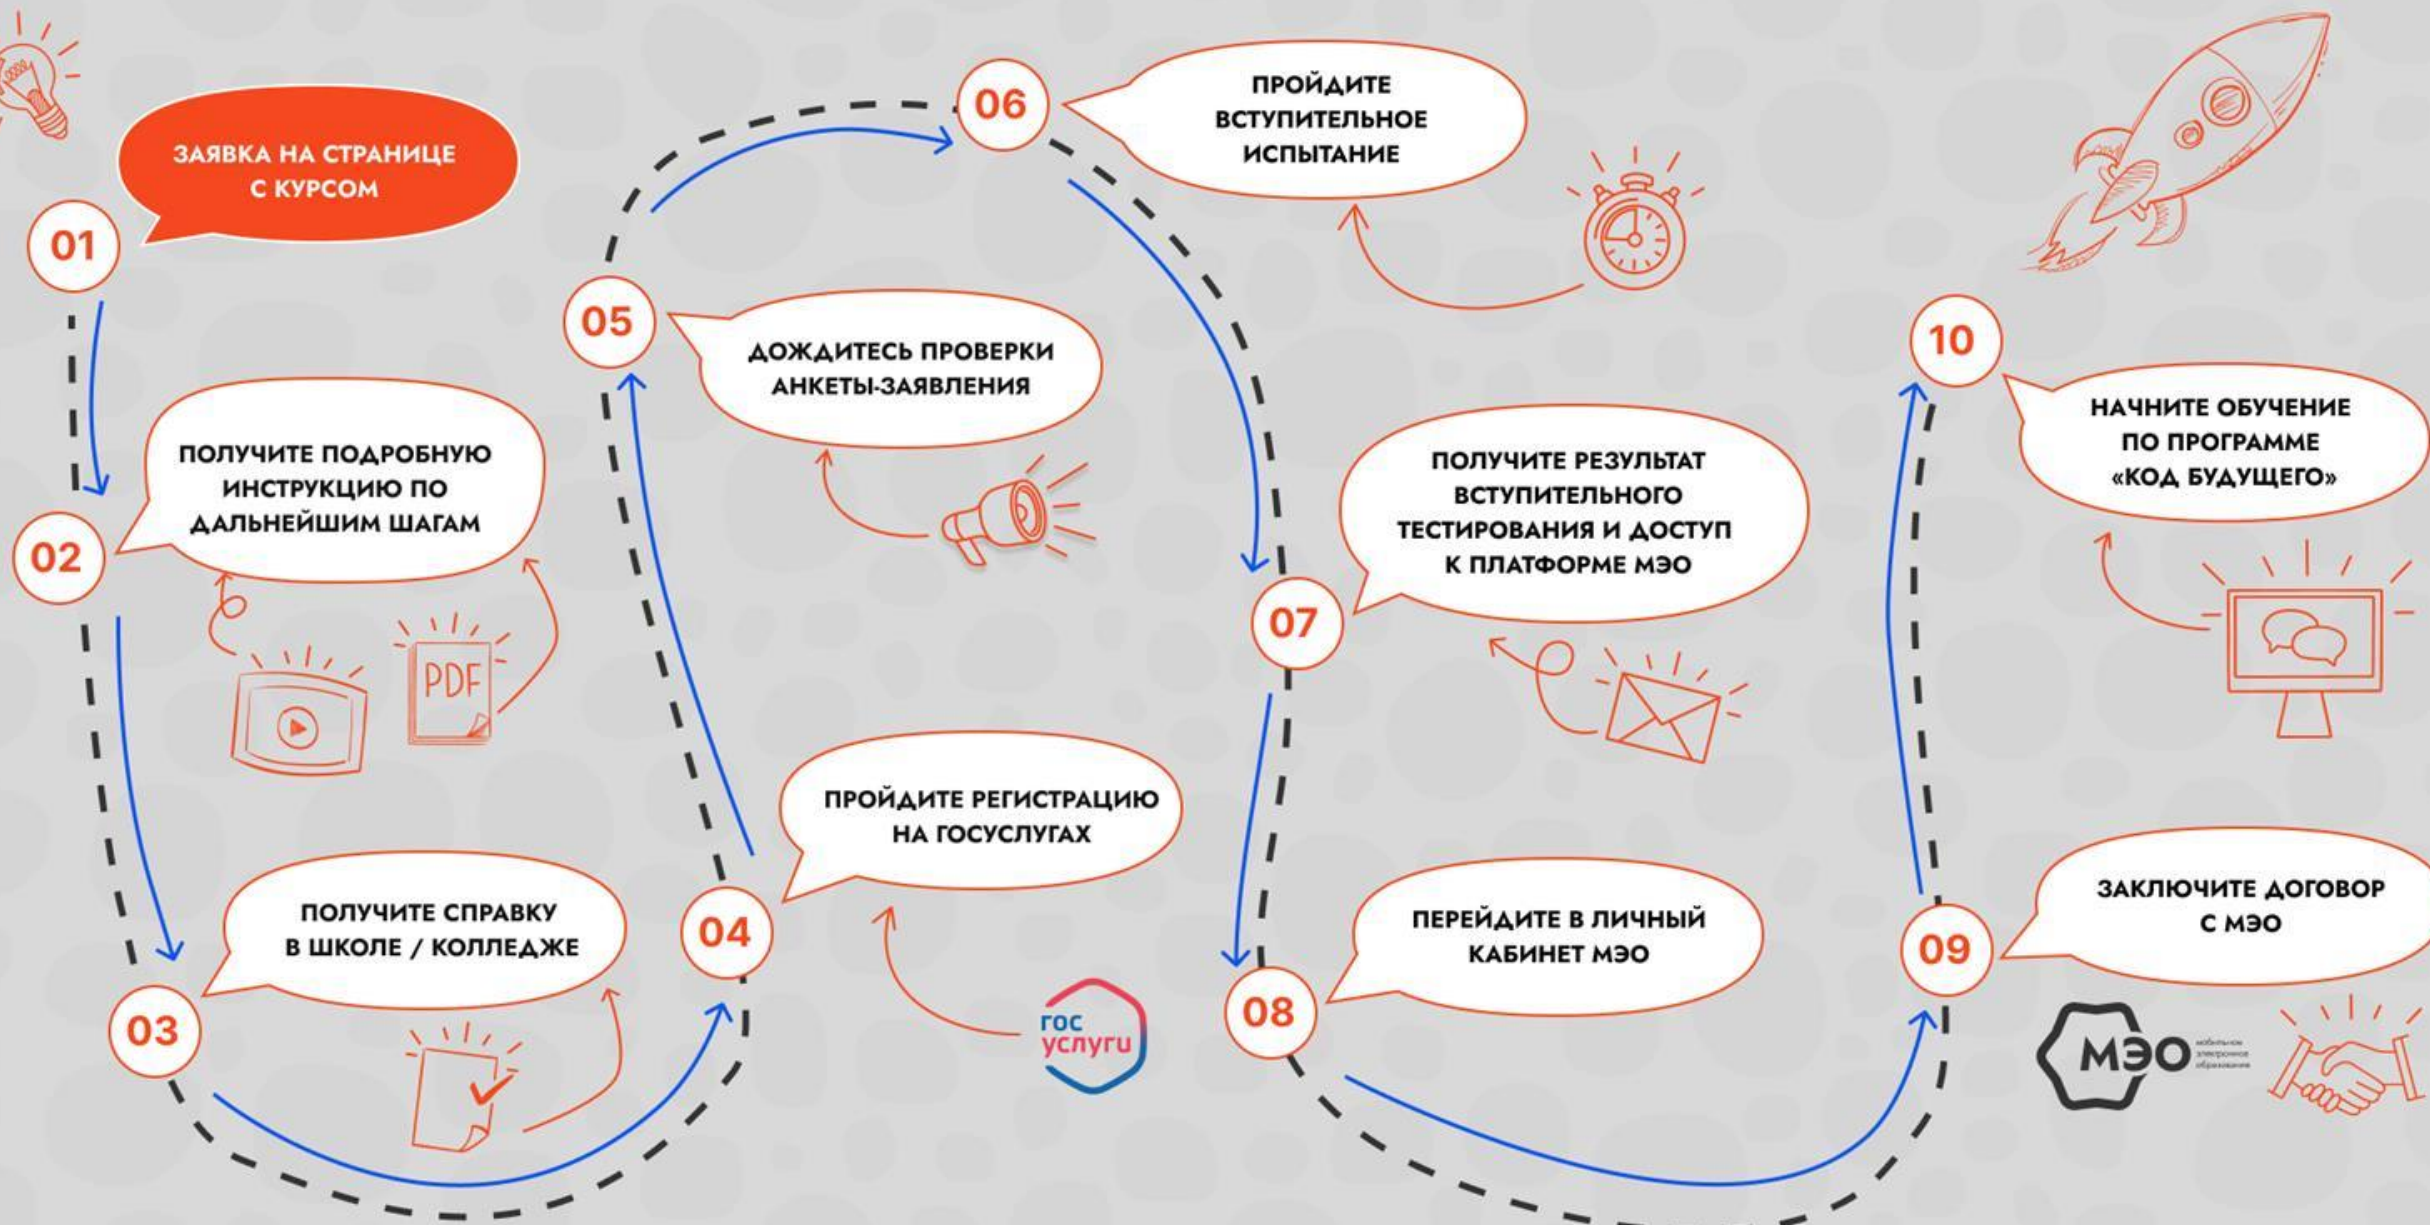 01
ЗАЯВКА НА СТРАНИЦЕ
С КУРСОМ
02
ПОЛУЧИТЕ ПОДРОБНУЮ
ИНСТРУКЦИЮ ПО
ДАЛЬНЕЙШИМ ШАГАМ
PDF
03
ПОЛУЧИТЕ СПРАВКУ
В ШКОЛЕ / КОЛЛЕДЖЕ
04
ПРОЙДИТЕ РЕГИСТРАЦИЮ
НА ГОСУСЛУГАХ
гос
услуги
05
ДОЖДИТЕСЬ ПРОВЕРКИ
АНКЕТЫ-ЗАЯВЛЕНИЯ
06
ПРОЙДИТЕ
ВСТУПИТЕЛЬНОЕ
ИСПЫТАНИЕ
07
ПОЛУЧИТЕ РЕЗУЛЬТАТ
ВСТУПИТЕЛЬНОГО
ТЕСТИРОВАНИЯ И ДОСТУП
К ПЛАТФОРМЕ МЭО
08
ПЕРЕЙДИТЕ В ЛИЧНЫЙ
КАБИНЕТ МЭО
09
ЗАКЛЮЧИТЕ ДОГОВОР
С МЭО
МЭО
мобильное
электронное
образование
10
НАЧНИТЕ ОБУЧЕНИЕ
ПО ПРОГРАММЕ
«КОД БУДУЩЕГО»